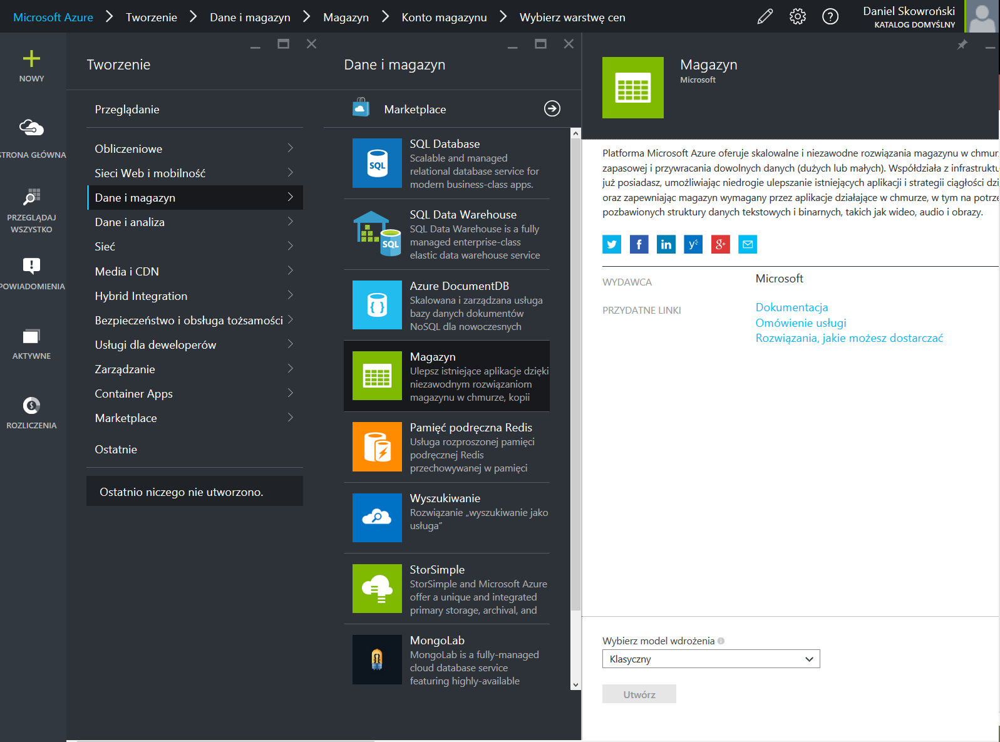 Microsoft Azure
Tworzenie
Dane i magazyn
Magazyn
Konto magazynu
Wybierz warstwę cen
Daniel Skowroński
KATALOG DOMYŚLNY
NOWY
STRONA GŁÓWNA
PRZEGLĄDAJ
WSZYSTKO
POWIADOMIENIA
AKTYWNE
ROZLICZENIA
Tworzenie
Przeglądanie
Obliczeniowe
Sieci Web i mobilność
Dane i magazyn
Dane i analiza
Sieć
Media i CDN
Hybrid Integration
Bezpieczeństwo i obsługa tożsamości
Usługi dla deweloperów
Zarządzanie
Container Apps
Marketplace
Ostatnie
Ostatnio niczego nie utworzono.
Dane i magazyn
Marketplace
SQL
SQL Database
Scalable and managed
relational database service for
modern business-class apps.
SQL
SQL Data Warehouse
SQL Data Warehouse is a fully
managed enterprise-class
elastic data warehouse service
Azure DocumentDB
Skalowana i zarządzana usługa
bazy danych dokumentów
NoSQL dla nowoczesnych
Magazyn
Ulepsz istniejące aplikacje dzięki
niezawodnym rozwiązaniom
magazynu w chmurze, kopii
Pamięć podręczna Redis
Usługa rozproszonej pamięci
podręcznej Redis
przechowywanej w pamięci
Wyszukiwanie
Rozwiązanie „wyszukiwanie jako
usługa”
StorSimple
StorSimple and Microsoft Azure
offer a unique and integrated
primary storage, archival, and
MongoLab
MongoLab is a fully-managed
cloud database service
featuring highly-available
Magazyn
Microsoft
Platforma Microsoft Azure oferuje skalowalne i niezawodne rozwiązania magazynu w chmur
zapasowej i przywracania dowolnych danych (dużych lub małych). Współdziała z infrastruktu
już posiadasz, umożliwiając niedrogie ulepszanie istniejących aplikacji i strategii ciągłości dzi
oraz zapewniając magazyn wymagany przez aplikacje działające w chmurze, w tym na potrze
pozbawionych struktury danych tekstowych i binarnych, takich jak wideo, audio i obrazy.
WYDAWCA
Microsoft
PRZYDATNE LINKI
Dokumentacja
Omówienie usługi
Rozwiązania, jakie możesz dostarczać
Wybierz model wdrożenia
Klasyczny
Utwórz